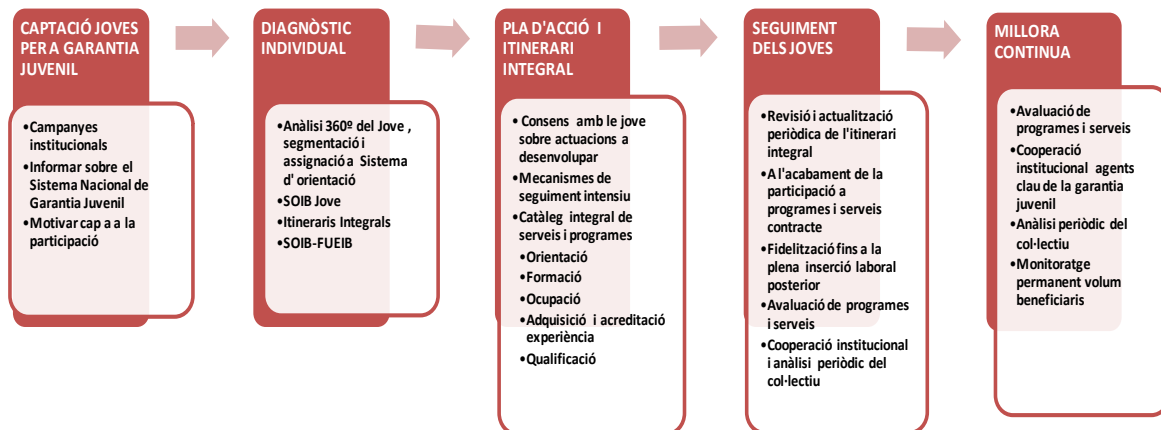 CAPTACIÓ JOVES
PER A GARANTIA
JUVENIL
•Campanyes
institucionals
•Informar sobre el
Sistema Nacional de
Garantia Juvenil
•Motivar cap a a la
participació
DIAGNÒSTIC
INDIVIDUAL
•Anàlisi 360º del Jove ,
segmentació i
assignació a Sistema
d' orientació
•SOIB Jove
•Itineraris Integrals
•SOIB-FUEIB
PLA D'ACCIÓ I
ITINERARI
INTEGRAL
• Consens amb le jove
sobre actuacions a
desenvolupar
•Mecanismes de
seguiment intensiu
•Catàleg integral de
serveis i programes
•Orientació
•Formació
•Ocupació
•Adquisició i acreditació
experiència
•Qualificació
SEGUIMENT
DELS JOVES
•Revisió i actualització
periòdica de l'itinerari
integral
•A l'acabament de la
participació a
programes i serveis
contracte
•Fidelització fins a la
plena inserció laboral
posterior
•Avaluació de programes
i serveis
•Cooperació institucional
i anàlisi periòdic del
col·lectiu
MILLORA
CONTINUA
•Avaluació de
programes i serveis
•Cooperació
institucional agents
clau de la garantia
juvenil
•Anàlisi periòdic del
col·lectiu
•Monitoratge
permanent volum
beneficiaris